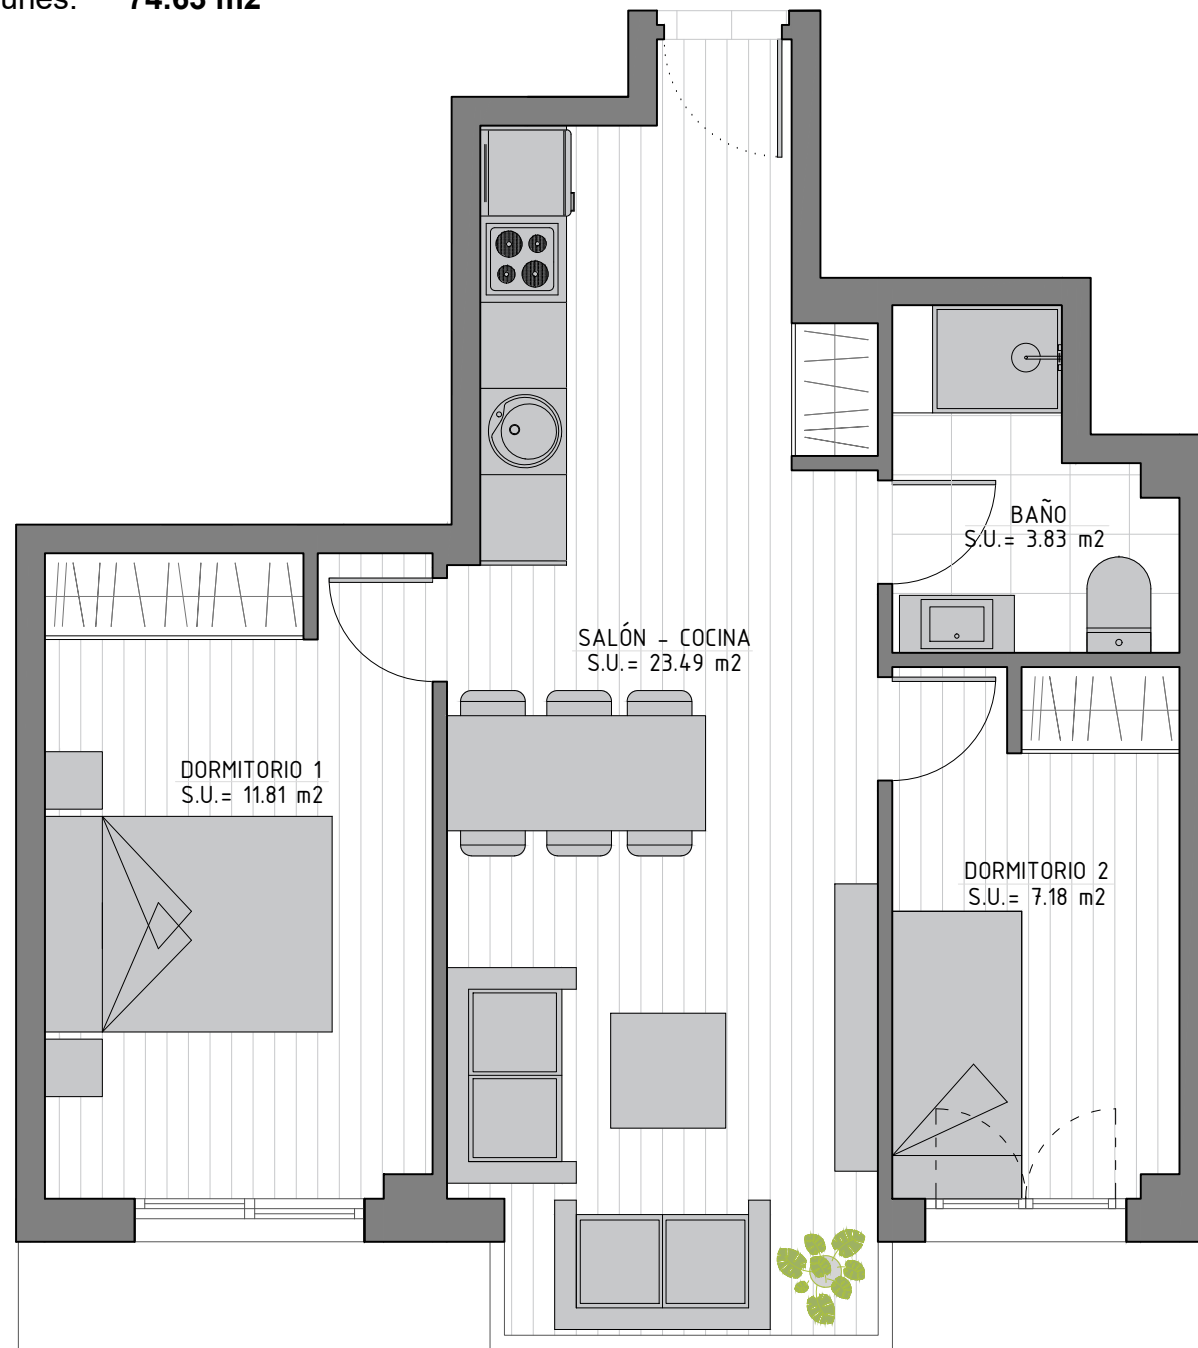 74.65 m2
BAÑO
S.U.= 3.83 m2
SALÓN - COCINA
S.U.= 23.49 m2
DORMITORIO 1
S.U.= 11.81 m2
DORMITORIO 2
S.U.= 7.18 m2